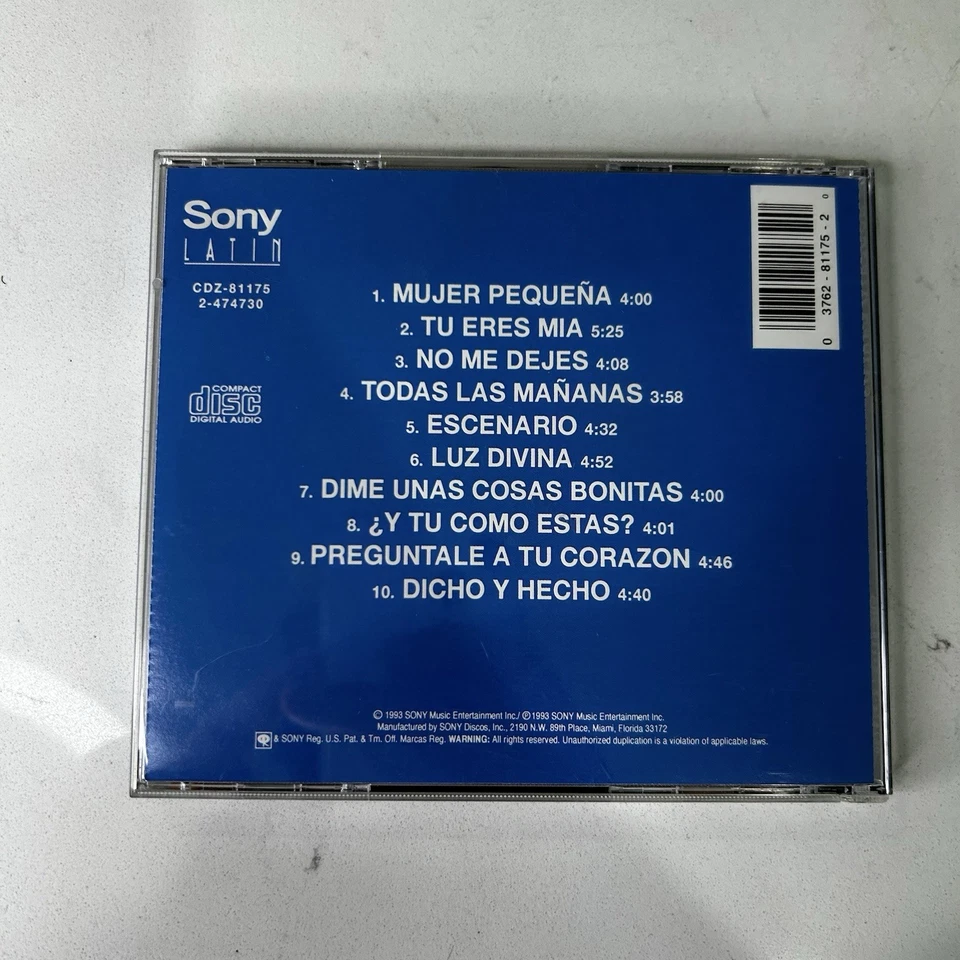 Sony
LATIN
CDZ-81175
2-474730
COMPACT
disc
DIGITAL AUDIO
0 3762-81175-2 0
1. MUJER PEQUEÑA 4:00
2. TU ERES MIA 5:25
3. NO ME DEJES 4:08
4. TODAS LAS MAÑANAS 3:58
5. ESCENARIO 4:32
6. LUZ DIVINA 4:52
7. DIME UNAS COSAS BONITAS 4:00
8. ¿Y TU COMO ESTAS? 4:01
9. PREGUNTALE A TU CORAZON 4:46
10. DICHO Y HECHO 4:40
© 1993 SONY Music Entertainment Inc./ ℗ 1993 SONY Music Entertainment Inc.
Manufactured by SONY Discos, Inc., 2190 N.W. 89th Place, Miami, Florida 33172
& SONY Reg. U.S. Pat. & Tm. Off. Marcas Reg. WARNING: All rights reserved. Unauthorized duplication is a violation of applicable laws.